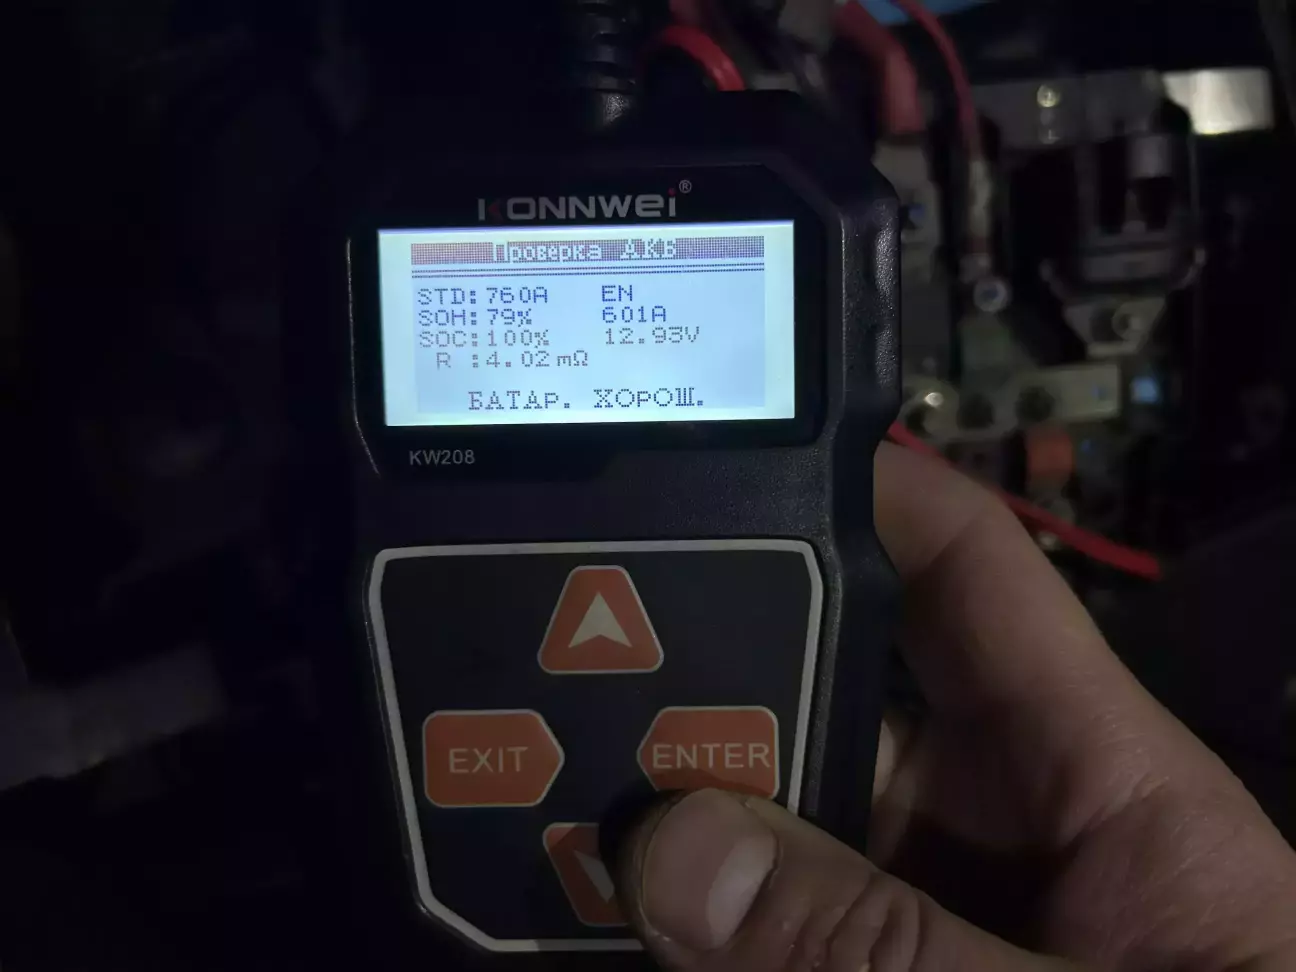 KONNWEI®
Проверка АКБ
STD:760A EN
SOH:79% 601A
SOC:100% 12.93V
R :4.02mΩ
БАТАР. ХОРОШ.
KW208
EXIT
ENTER